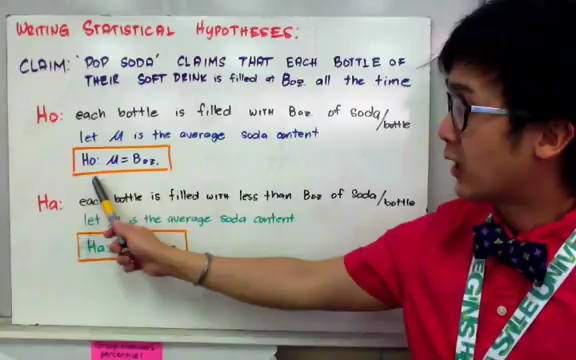 WRITING STATISTICAL HYPOTHESES:
CLAIM: 'POP SODA' CLAIMS THAT EACH BOTTLE OF
THEIR SOFT DRINK is filled at 8oz. all the time
Ho: each bottle is filled WITH 8oz. of Soda/bottle
let μ is the average soda content
Ho: μ = 8oz.
Ha: each bottle is filled WITH less than 8oz of Soda/bottle
let is the average soda content
Ha: